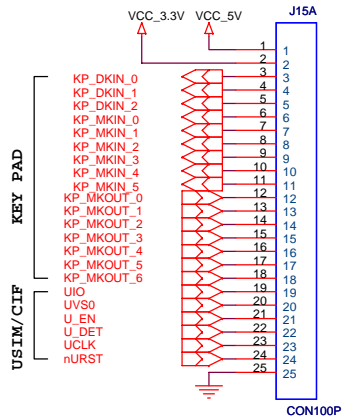 VCC_3.3V VCC_5V J15A
1 1
2 2
KP_DKIN_0 3 3
KP_DKIN_1 4 4
KP_DKIN_2 5 5
KP_MKIN_0 6 6
KP_MKIN_1 7 7
KP_MKIN_2 8 8
KP_MKIN_3 9 9
KP_MKIN_4 10 10
KP_MKIN_5 11 11
KP_MKOUT_0 12 12
KP_MKOUT_1 13 13
KP_MKOUT_2 14 14
KP_MKOUT_3 15 15
KP_MKOUT_4 16 16
KP_MKOUT_5 17 17
KP_MKOUT_6 18 18
UIO 19 19
UVS0 20 20
U_EN 21 21
U_DET 22 22
UCLK 23 23
nURST 24 24
25 25
KEY PAD
USIM/CIF
CON100P